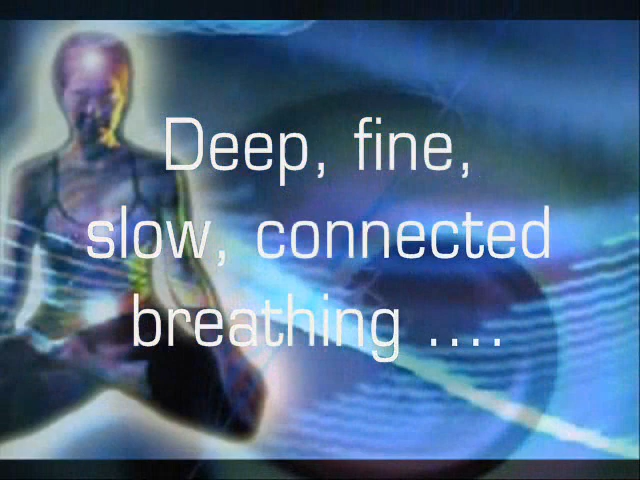 Deep, fine,
slow, connected
breathing ....